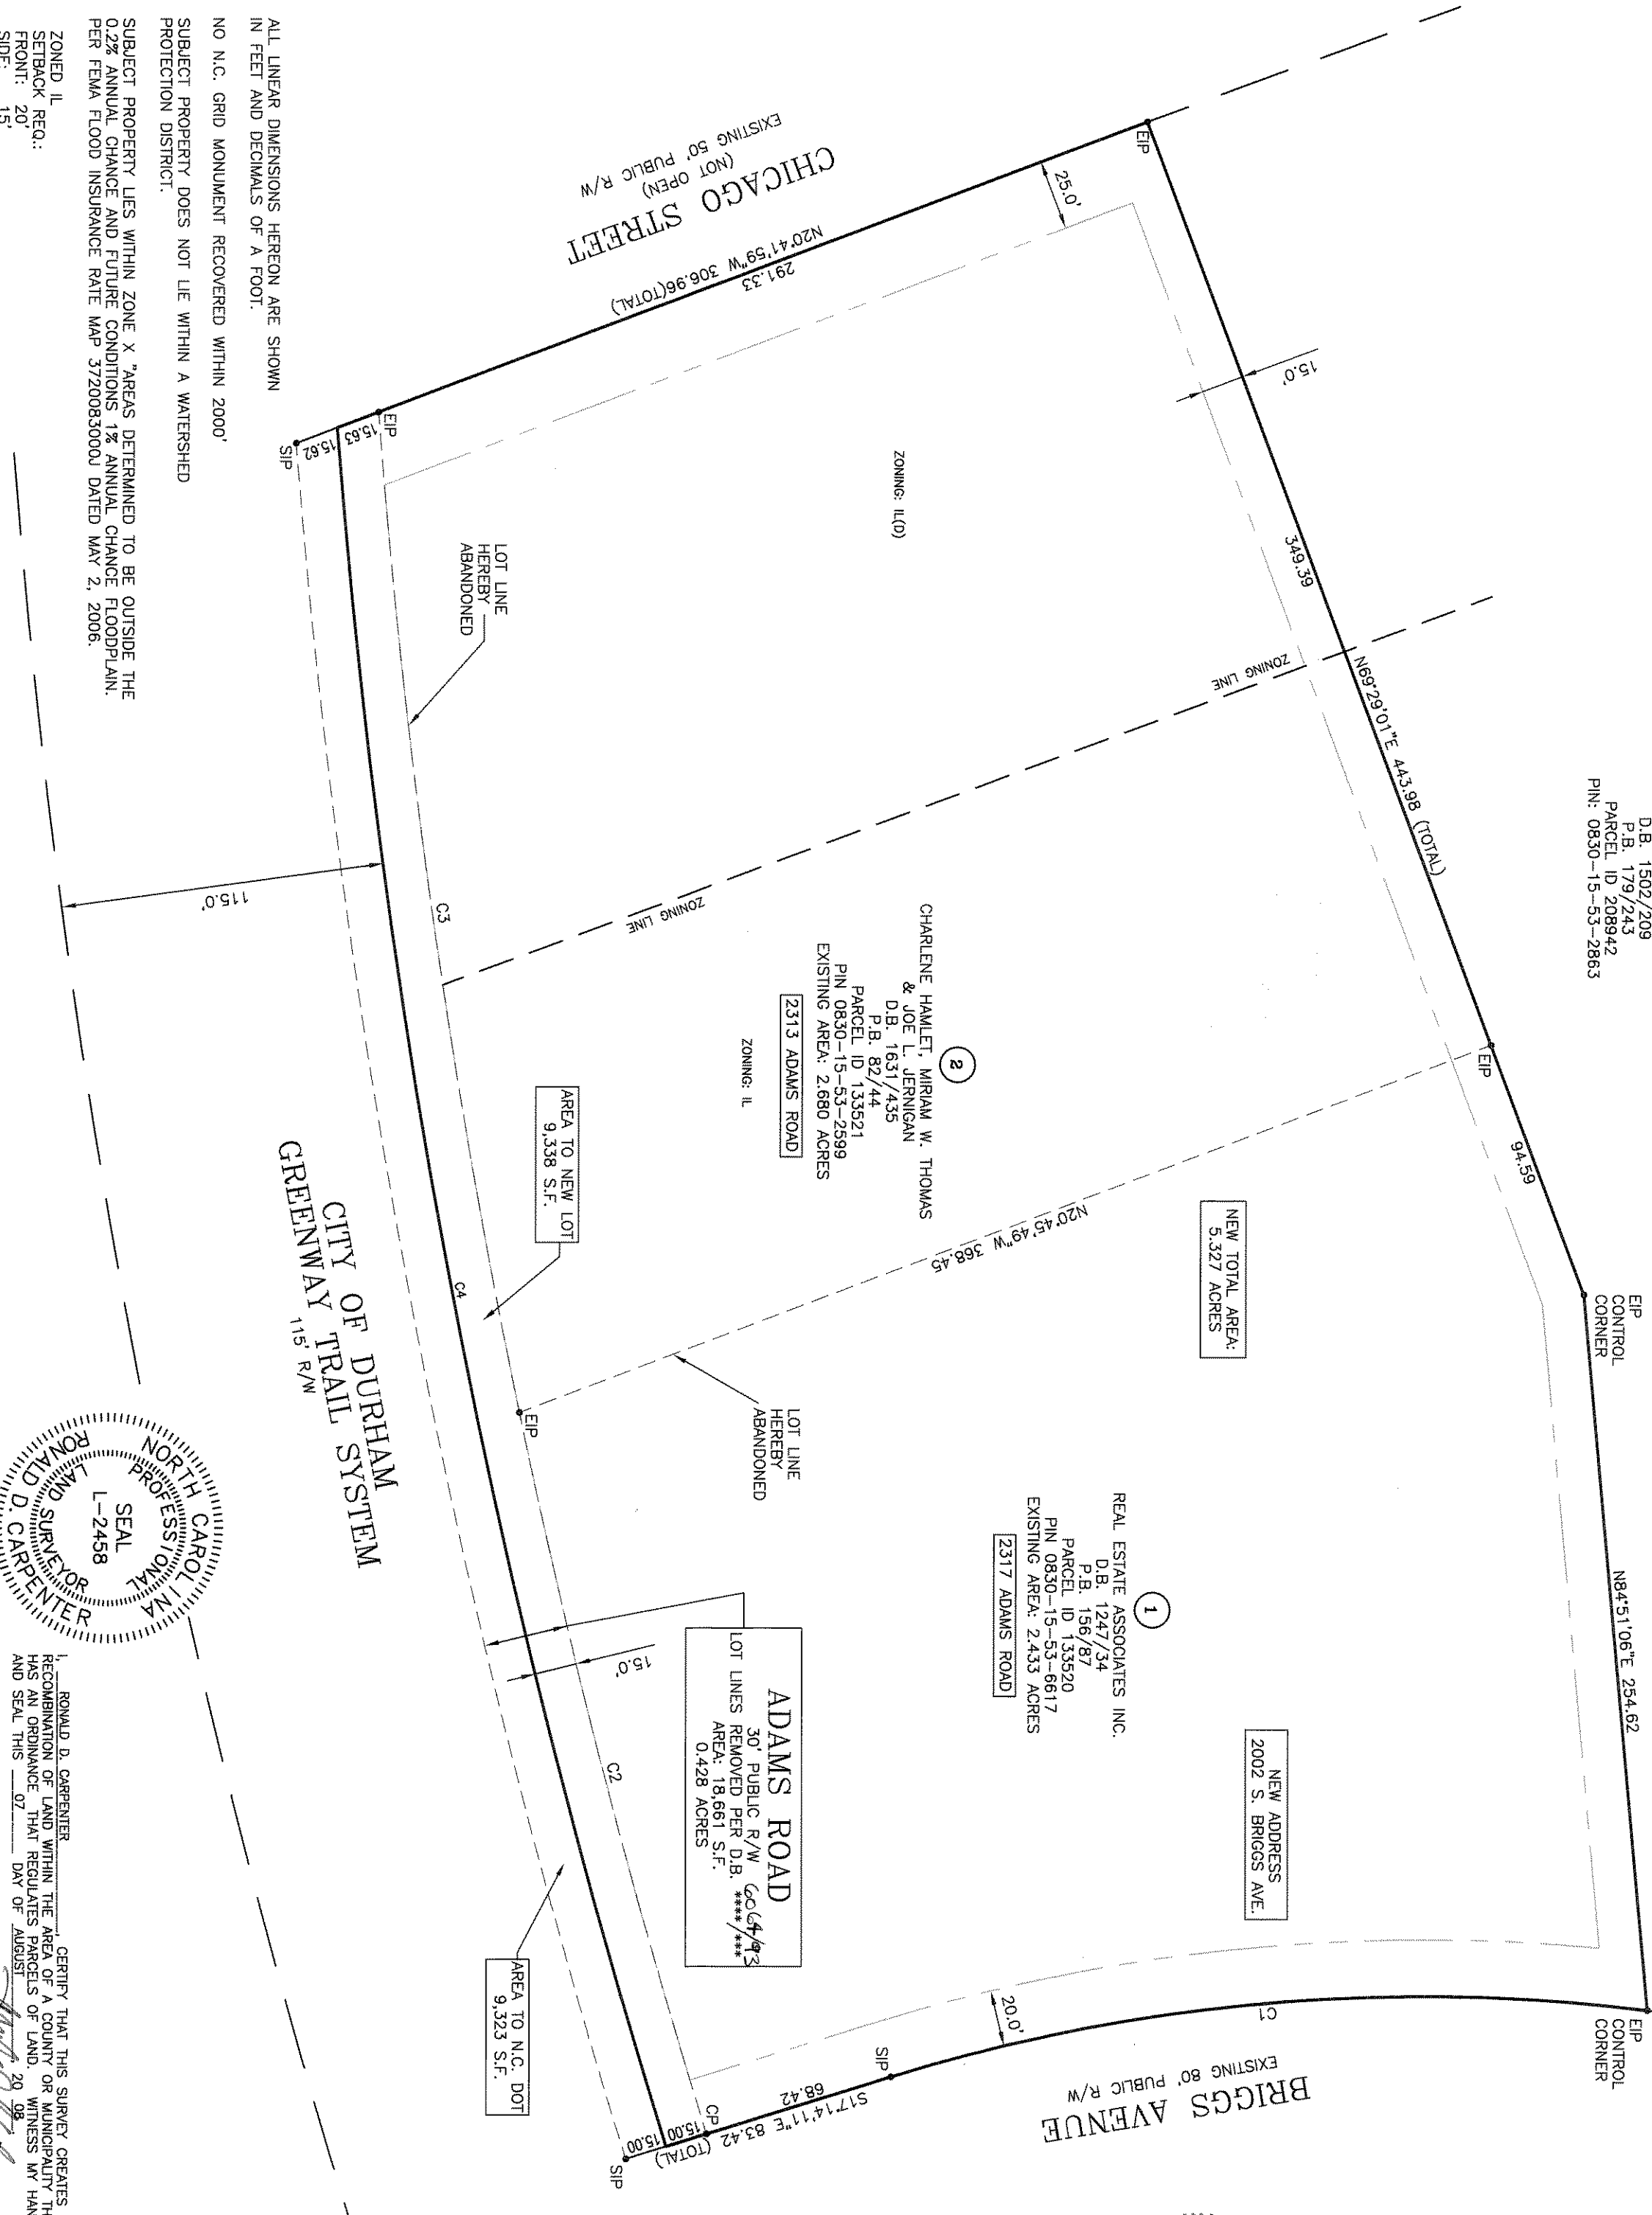 D.B. 1502/209
P.B. 179/243
PARCEL ID 208942
PIN: 0830-15-53-2863
EIP
CONTROL
CORNER
N84°51'06"E 254.62
EIP
CONTROL
CORNER
EIP
25.0'
15.0'
349.39
N69°29'01"E 443.98 (TOTAL)
EIP
94.59
CHICAGO STREET
(NOT OPEN)
EXISTING 50' PUBLIC R/W
N20°41'59"W 306.96(TOTAL)
291.33
ZONING: IL(D)
ZONING LINE
ZONING LINE
NEW TOTAL AREA:
5.327 ACRES
NEW ADDRESS
2002 S. BRIGGS AVE.
2
CHARLENE HAMLET, MIRIAM W. THOMAS
& JOE L. JERNIGAN
D.B. 1631/435
P.B. 82/44
PARCEL ID 133521
PIN 0830-15-53-2599
EXISTING AREA: 2.680 ACRES
2313 ADAMS ROAD
ZONING: IL
N20°45'49"W 368.45
1
REAL ESTATE ASSOCIATES INC.
D.B. 1247/34
P.B. 156/87
PARCEL ID 133520
PIN 0830-15-53-6617
EXISTING AREA: 2.433 ACRES
2317 ADAMS ROAD
C1
20.0'
BRIGGS AVENUE
EXISTING 80' PUBLIC R/W
SIP
S17°14'11"E 83.42 (TOTAL)
68.42
CP
15.00
15.00
SIP
LOT LINE
HEREBY
ABANDONED
LOT LINE
HEREBY
ABANDONED
ADAMS ROAD
30' PUBLIC R/W 6064/93
LOT LINES REMOVED PER D.B. ****/***
AREA: 18,661 S.F.
0.428 ACRES
AREA TO NEW LOT
9,338 S.F.
AREA TO N.C. DOT
9,323 S.F.
EIP
15.63
15.62
SIP
C3
C4
EIP
15.0'
C2
115.0'
CITY OF DURHAM
GREENWAY TRAIL SYSTEM
115' R/W
ALL LINEAR DIMENSIONS HEREON ARE SHOWN
IN FEET AND DECIMALS OF A FOOT.
NO N.C. GRID MONUMENT RECOVERED WITHIN 2000'
SUBJECT PROPERTY DOES NOT LIE WITHIN A WATERSHED
PROTECTION DISTRICT.
SUBJECT PROPERTY LIES WITHIN ZONE X "AREAS DETERMINED TO BE OUTSIDE THE
0.2% ANNUAL CHANCE AND FUTURE CONDITIONS 1% ANNUAL CHANCE FLOODPLAIN.
PER FEMA FLOOD INSURANCE RATE MAP 3720083000J DATED MAY 2, 2006.
ZONED IL
SETBACK REQ.:
FRONT: 20'
SIDE: 15'
NORTH CAROLINA
PROFESSIONAL
SEAL
L-2458
LAND SURVEYOR
RONALD D. CARPENTER
I, RONALD D. CARPENTER, CERTIFY THAT THIS SURVEY CREATES
RECOMBINATION OF LAND WITHIN THE AREA OF A COUNTY OR MUNICIPALITY TH
HAS AN ORDINANCE THAT REGULATES PARCELS OF LAND. WITNESS MY HAN
AND SEAL THIS 07 DAY OF AUGUST 20 08